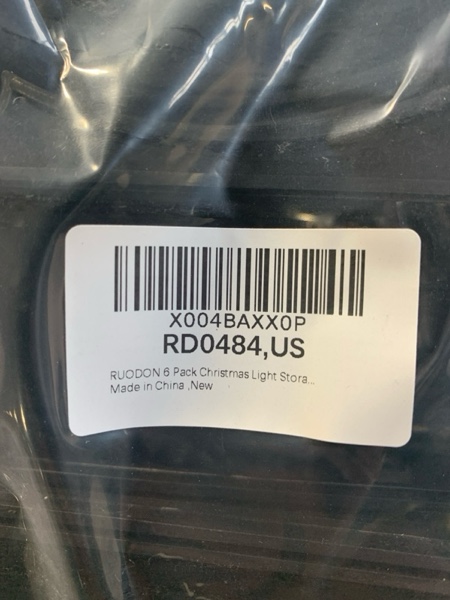 X004BAXX0P
RD0484,US
RUODON 6 Pack Christmas Light Stora...
Made in China ,New